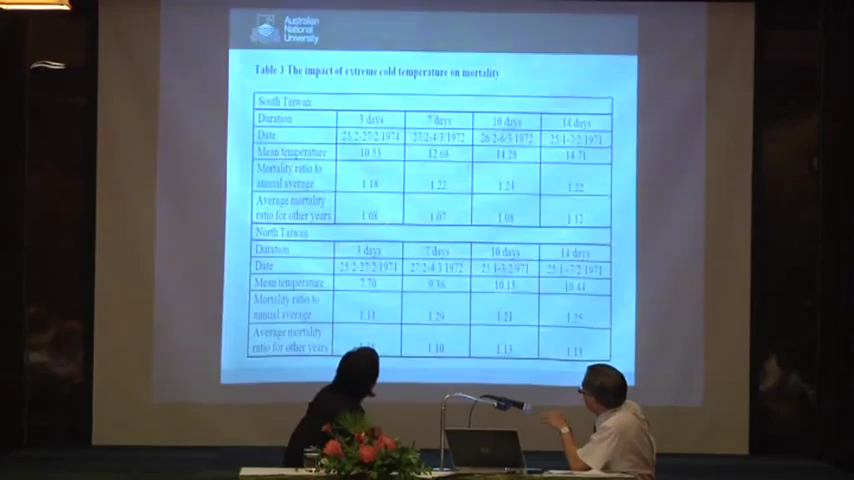 Australian
National
University
Table 3 The impact of extreme cold temperature on mortality
South Taiwan
Duration 3 days 7 days 10 days 14 days
Date 25/2-27/2 1974 27/2-4/3 1972 26/2-6/3 1972 25/1-7/2 1971
Mean temperature 10.53 12.68 14.28 14.71
Mortality ratio to
annual average 1.18 1.22 1.24 1.22
Average mortality
ratio for other years 1.08 1.07 1.08 1.12
North Taiwan
Duration 3 days 7 days 10 days 14 days
Date 25/2-27/2 1974 27/2-4/3 1972 25/1-7/2 1971
Mean temperature 7.70 9.36 10.13 10.44
Mortality ratio to
annual average 1.11 1.29 1.21 1.25
Average mortality
ratio for other years 1.10 1.13 1.13